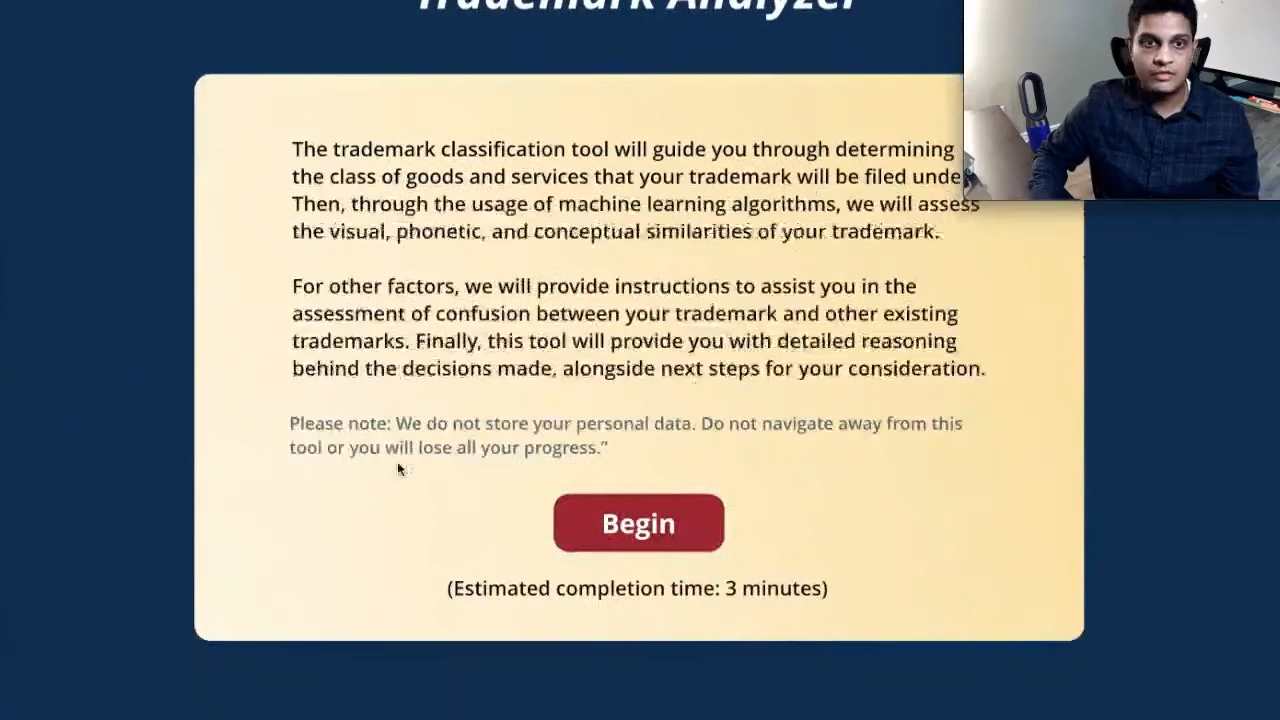 Trademark Analyzer
The trademark classification tool will guide you through determining
the class of goods and services that your trademark will be filed unde
Then, through the usage of machine learning algorithms, we will assess
the visual, phonetic, and conceptual similarities of your trademark.
For other factors, we will provide instructions to assist you in the
assessment of confusion between your trademark and other existing
trademarks. Finally, this tool will provide you with detailed reasoning
behind the decisions made, alongside next steps for your consideration.
Please note: We do not store your personal data. Do not navigate away from this
tool or you will lose all your progress.”
Begin
(Estimated completion time: 3 minutes)